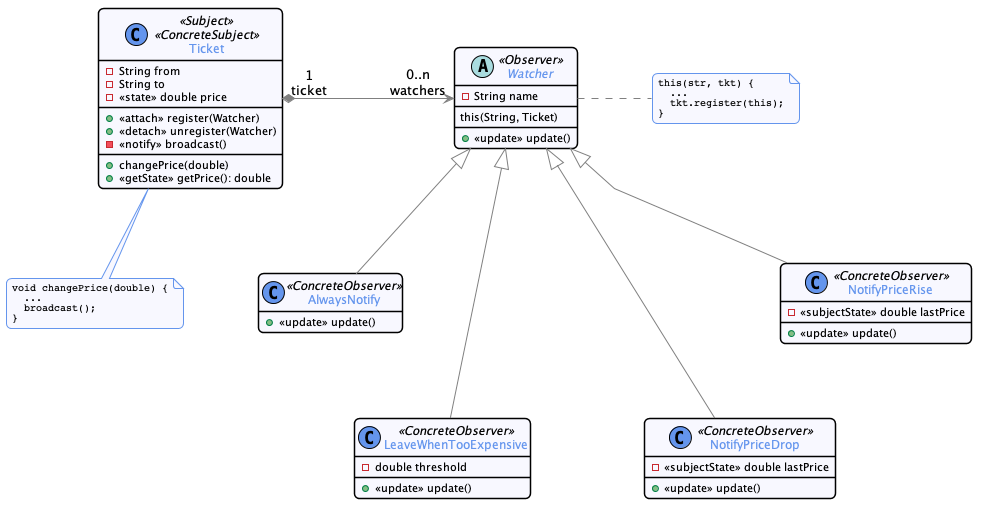 C
«Subject»
«ConcreteSubject»
Ticket
String from
String to
«state» double price
«attach» register(Watcher)
«detach» unregister(Watcher)
«notify» broadcast()
changePrice(double)
«getState» getPrice(): double
1
ticket
0..n
watchers
A
«Observer»
Watcher
String name
this(String, Ticket)
«update» update()
this(str, tkt) {
...
tkt.register(this);
}
void changePrice(double) {
...
broadcast();
}
C
«ConcreteObserver»
AlwaysNotify
«update» update()
C
«ConcreteObserver»
NotifyPriceRise
«subjectState» double lastPrice
«update» update()
C
«ConcreteObserver»
LeaveWhenTooExpensive
double threshold
«update» update()
C
«ConcreteObserver»
NotifyPriceDrop
«subjectState» double lastPrice
«update» update()